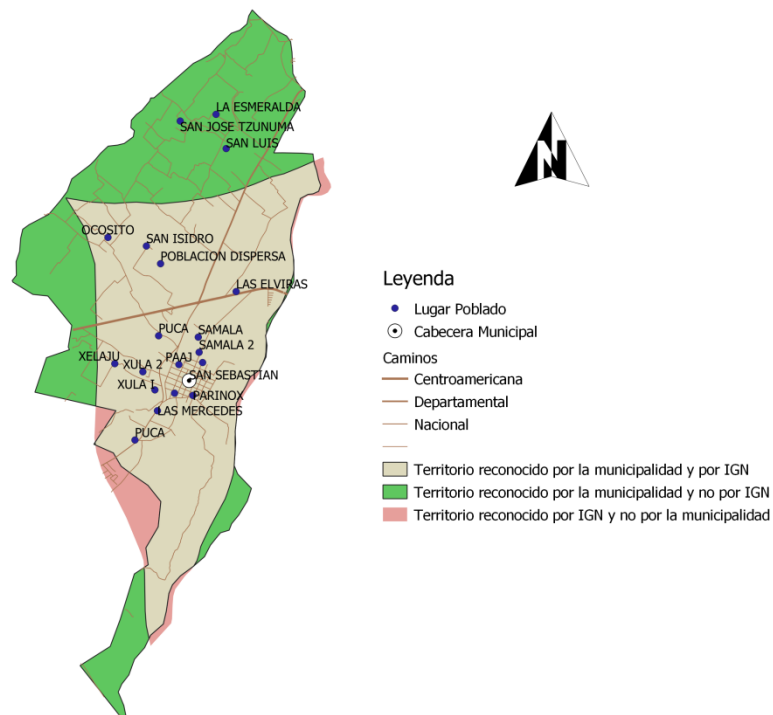 LA ESMERALDA
SAN JOSE TZUNUMA
SAN LUIS
N
OCOSITO
SAN ISIDRO
POBLACION DISPERSA
LAS ELVIRAS
PUCA
SAMALA
SAMALA 2
XELAJU
XULA 2
PAAJ
SAN SEBASTIAN
XULA I
PARINOX
LAS MERCEDES
PUCA
Leyenda
Lugar Poblado
Cabecera Municipal
Caminos
Centroamericana
Departamental
Nacional
Territorio reconocido por la municipalidad y por IGN
Territorio reconocido por la municipalidad y no por IGN
Territorio reconocido por IGN y no por la municipalidad